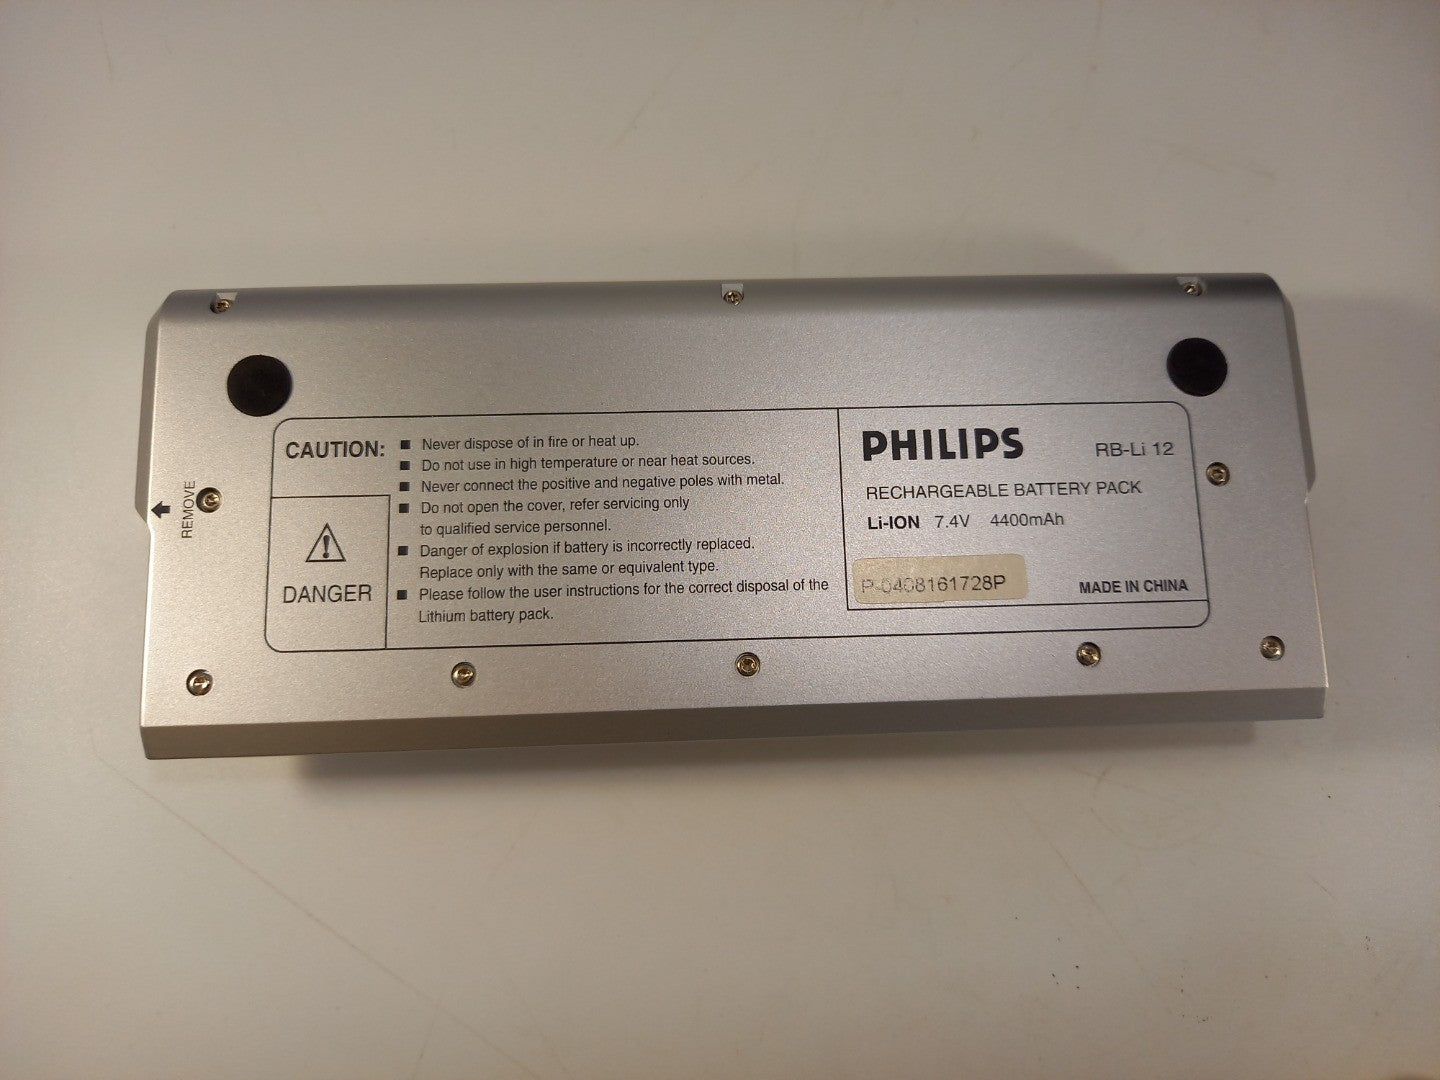 REMOVE
CAUTION:
■ Never dispose of in fire or heat up.
■ Do not use in high temperature or near heat sources.
■ Never connect the positive and negative poles with metal.
■ Do not open the cover, refer servicing only
to qualified service personnel.
■ Danger of explosion if battery is incorrectly replaced.
Replace only with the same or equivalent type.
■ Please follow the user instructions for the correct disposal of the
Lithium battery pack.
DANGER
PHILIPS RB-Li 12
RECHARGEABLE BATTERY PACK
Li-ION 7.4V 4400mAh
P-0408161728P
MADE IN CHINA